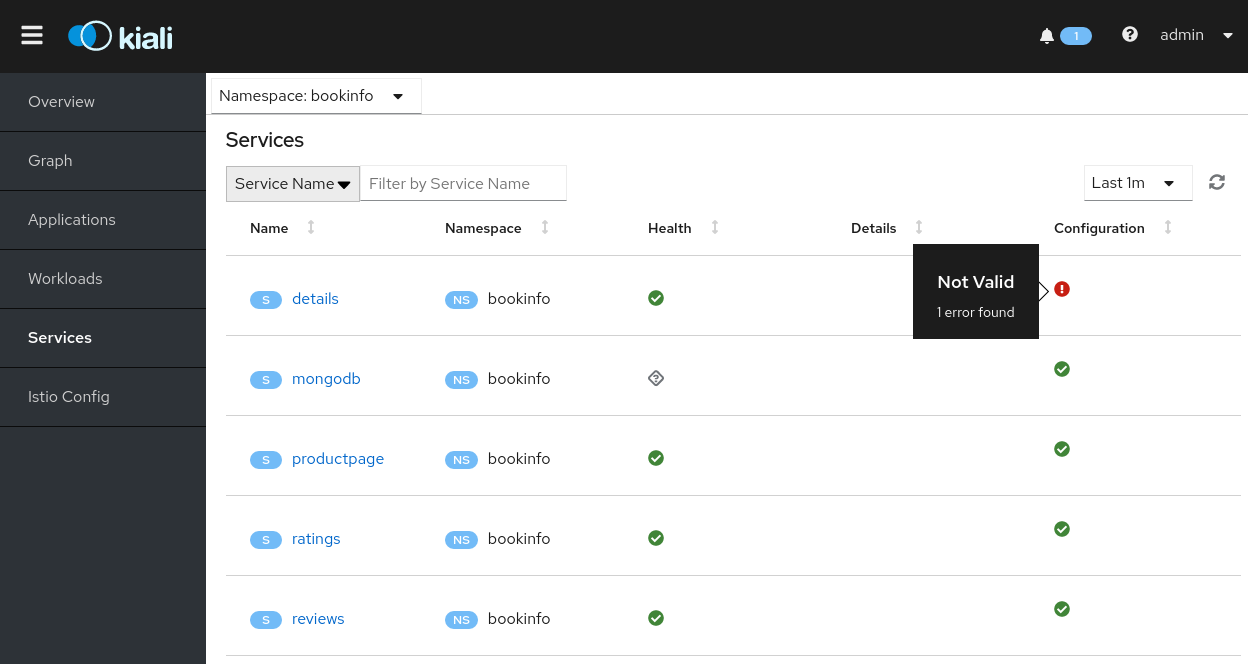 kiali
1
admin
Overview
Graph
Applications
Workloads
Services
Istio Config
Namespace: bookinfo
Services
Service Name Filter by Service Name Last 1m
Name Namespace Health Details Configuration
S details NS bookinfo
Not Valid
1 error found
S mongodb NS bookinfo
S productpage NS bookinfo
S ratings NS bookinfo
S reviews NS bookinfo